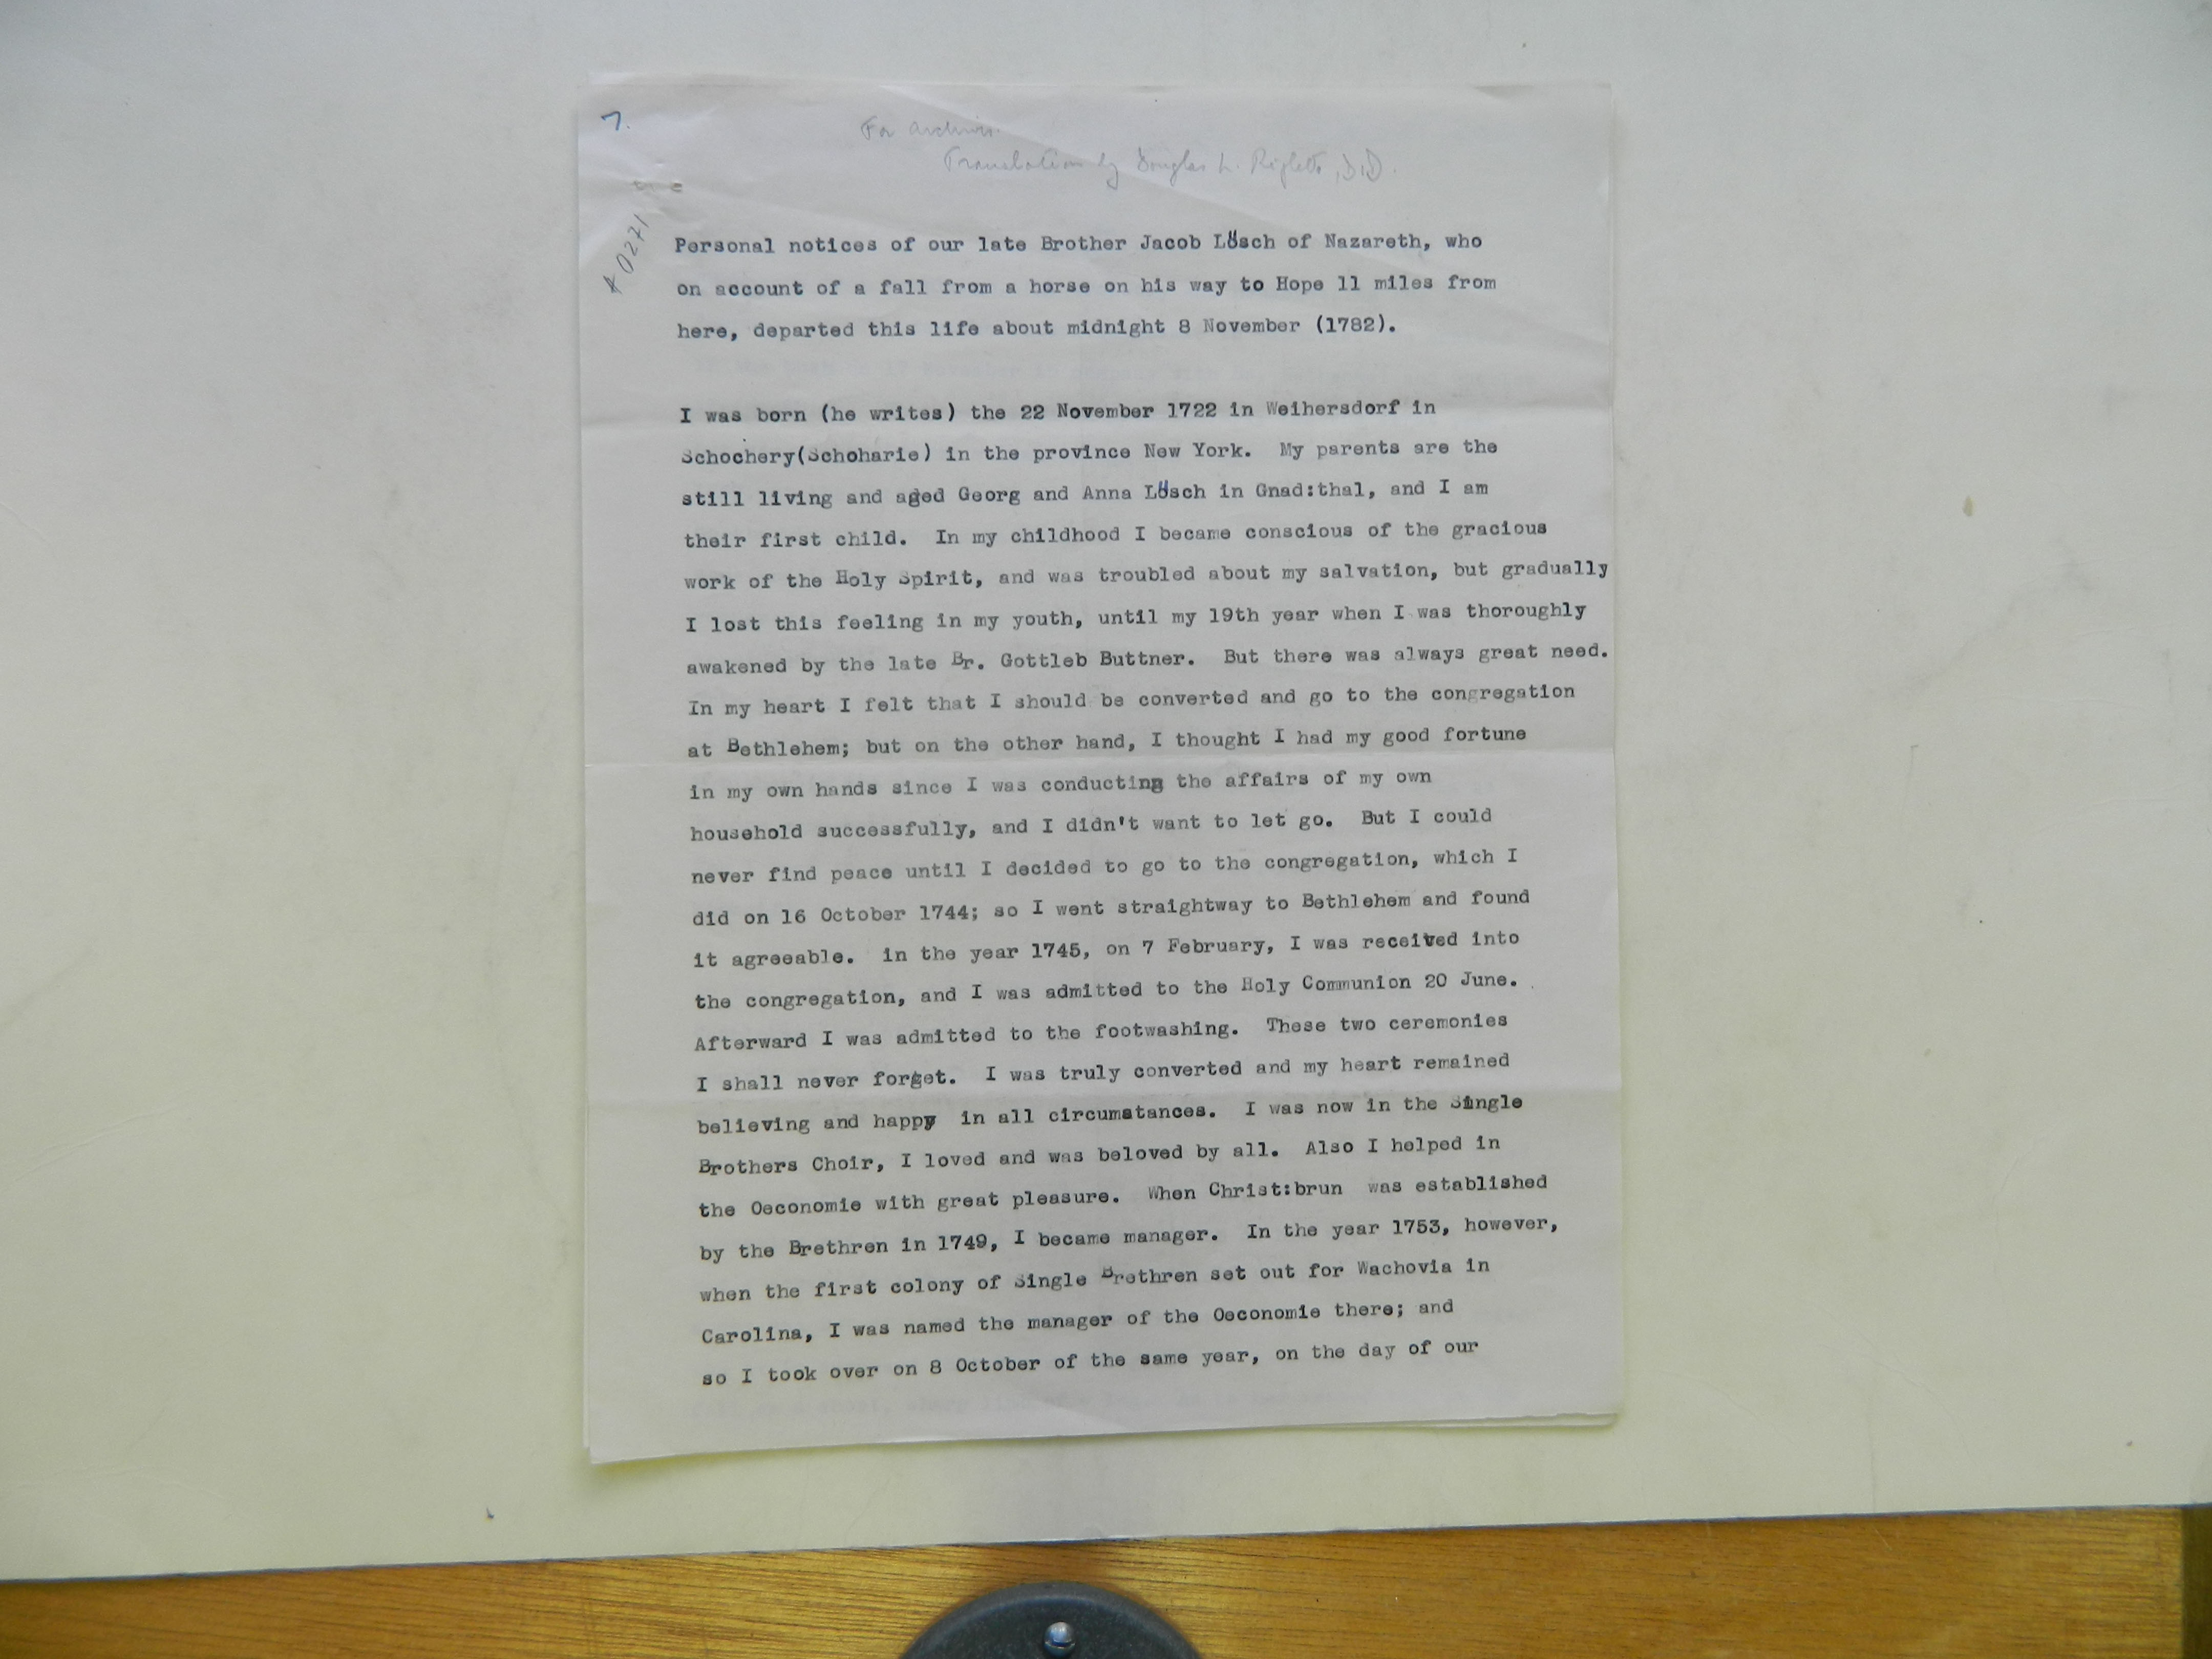 7.
For Archives.
Translation by Douglas L. Rights, D.D.
A 0271
Personal notices of our late Brother Jacob Lösch of Nazareth, who
on account of a fall from a horse on his way to Hope 11 miles from
here, departed this life about midnight 8 November (1782).
I was born (he writes) the 22 November 1722 in Weihersdorf in
Schochery(Schoharie) in the province New York. My parents are the
still living and aged Georg and Anna Lösch in Gnad:thal, and I am
their first child. In my childhood I became conscious of the gracious
work of the Holy Spirit, and was troubled about my salvation, but gradually
I lost this feeling in my youth, until my 19th year when I was thoroughly
awakened by the late Br. Gottleb Buttner. But there was always great need.
In my heart I felt that I should be converted and go to the congregation
at Bethlehem; but on the other hand, I thought I had my good fortune
in my own hands since I was conducting the affairs of my own
household successfully, and I didn't want to let go. But I could
never find peace until I decided to go to the congregation, which I
did on 16 October 1744; so I went straightway to Bethlehem and found
it agreeable. in the year 1745, on 7 February, I was received into
the congregation, and I was admitted to the Holy Communion 20 June.
Afterward I was admitted to the footwashing. These two ceremonies
I shall never forget. I was truly converted and my heart remained
believing and happy in all circumstances. I was now in the Single
Brothers Choir, I loved and was beloved by all. Also I helped in
the Oeconomie with great pleasure. When Christ:brun was established
by the Brethren in 1749, I became manager. In the year 1753, however,
when the first colony of Single Brethren set out for Wachovia in
Carolina, I was named the manager of the Oeconomie there; and
so I took over on 8 October of the same year, on the day of our